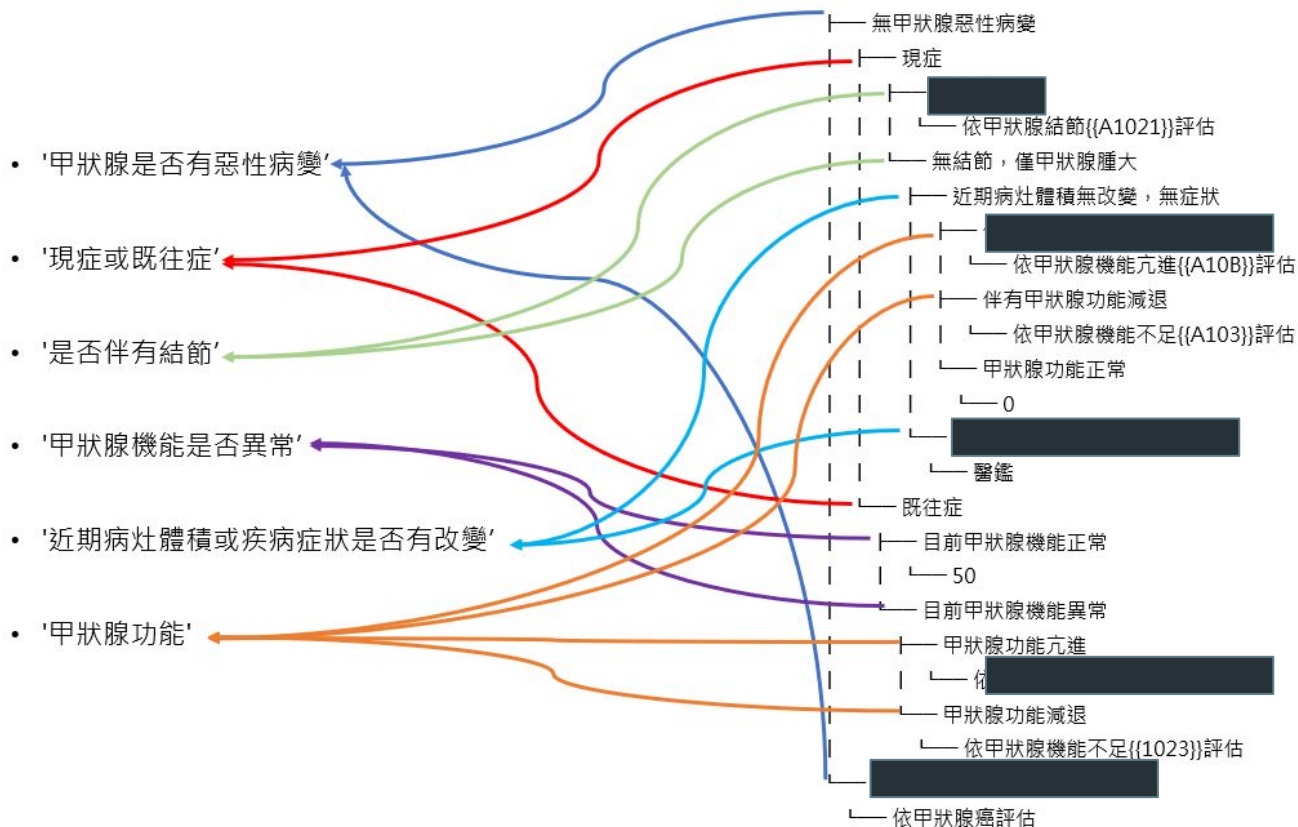 • '甲狀腺是否有惡性病變'
• '現症或既往症'
• '是否伴有結節'
• '甲狀腺機能是否異常'
• '近期病灶體積或疾病症狀是否有改變'
• '甲狀腺功能'
├── 無甲狀腺惡性病變
│ ├── 現症
│ │ ├──
│ │ │ └── 依甲狀腺結節{{A1021}}評估
│ │ └── 無結節，僅甲狀腺腫大
│ │ ├── 近期病灶體積無改變，無症狀
│ │ │ ├──
│ │ │ │ └── 依甲狀腺機能亢進{{A10B}}評估
│ │ │ ├── 伴有甲狀腺功能減退
│ │ │ │ └── 依甲狀腺機能不足{{A103}}評估
│ │ │ └── 甲狀腺功能正常
│ │ │ └── 0
│ │ └──
│ │ └── 醫鑑
│ └── 既往症
│ ├── 目前甲狀腺機能正常
│ │ └── 50
│ └── 目前甲狀腺機能異常
│ ├── 甲狀腺功能亢進
│ │ └── 依
│ └── 甲狀腺功能減退
│ └── 依甲狀腺機能不足{{1023}}評估
└──
└── 依甲狀腺癌評估